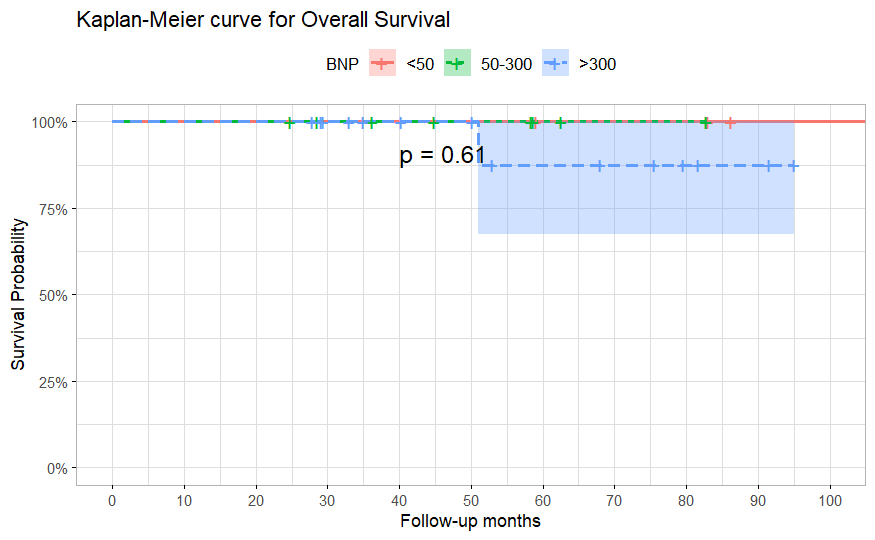 Kaplan-Meier curve for Overall Survival
BNP <50 50-300 >300
100%
75%
50%
25%
0%
p = 0.61
Survival Probability
0 10 20 30 40 50 60 70 80 90 100
Follow-up months